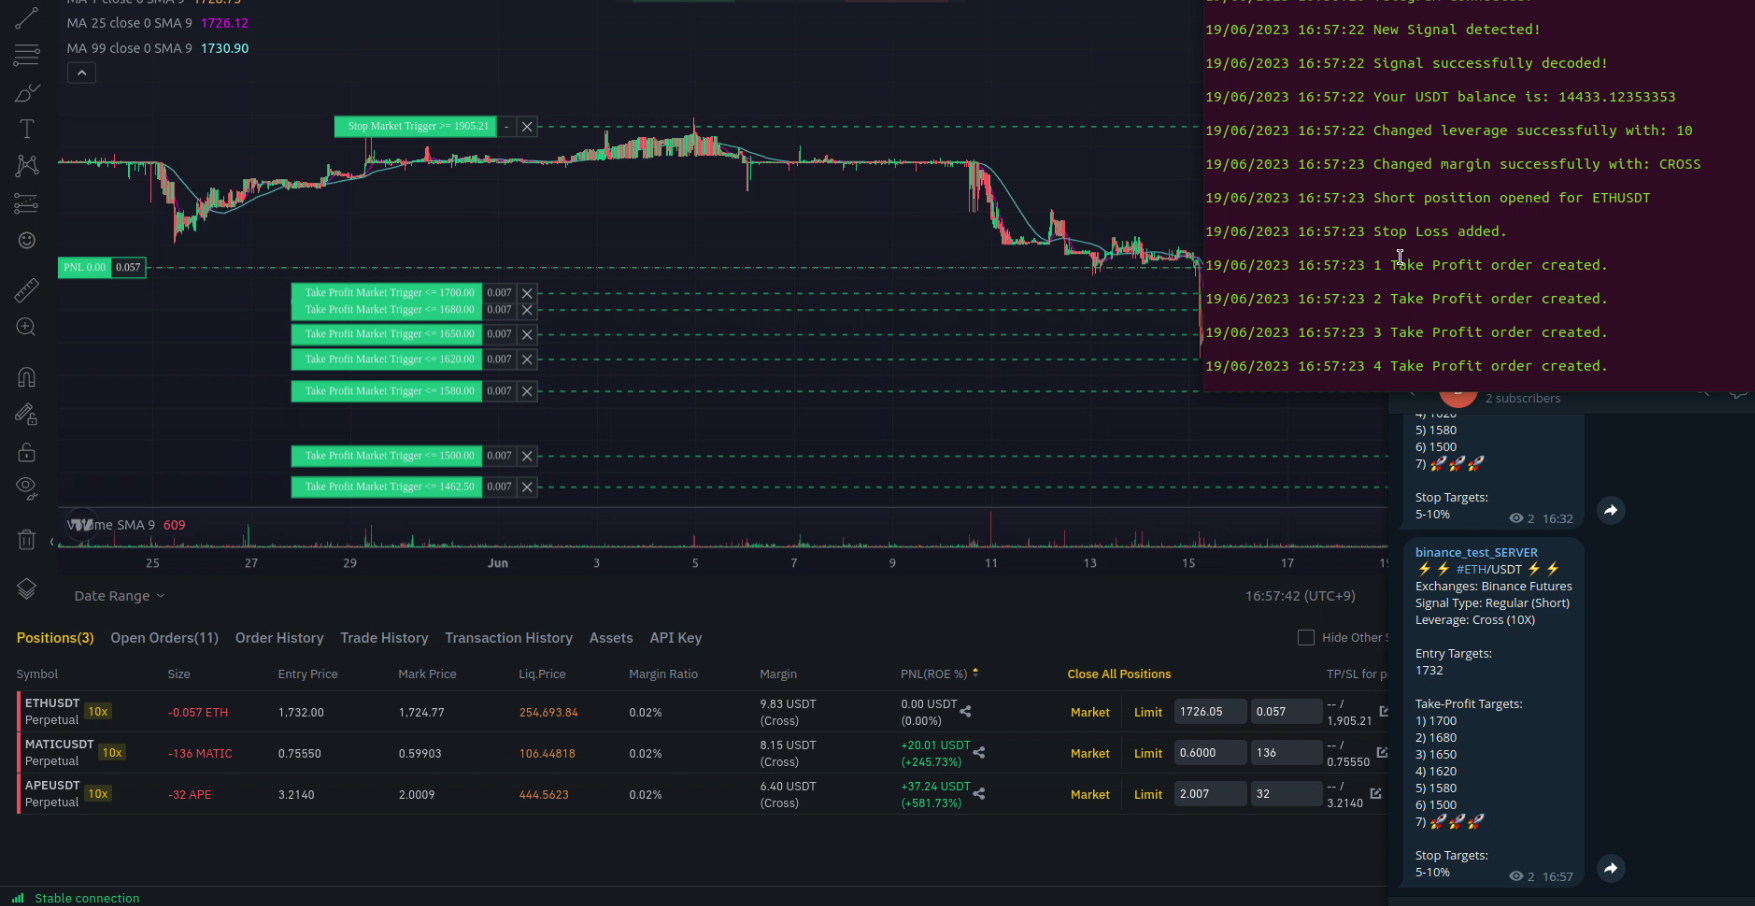 MA 25 close 0 SMA 9 1726.12
MA 99 close 0 SMA 9 1730.90
Stop Market Trigger >= 1905.21 -
PNL 0.00 0.057
Take Profit Market Trigger <= 1700.00 0.007
Take Profit Market Trigger <= 1680.00 0.007
Take Profit Market Trigger <= 1650.00 0.007
Take Profit Market Trigger <= 1620.00 0.007
Take Profit Market Trigger <= 1580.00 0.007
Take Profit Market Trigger <= 1500.00 0.007
Take Profit Market Trigger <= 1462.50 0.007
SMA 9 609
25 27 29 Jun 3 5 7 9 11 13 15 17
Date Range
16:57:42 (UTC+9)
19/06/2023 16:57:22 New Signal detected!
19/06/2023 16:57:22 Signal successfully decoded!
19/06/2023 16:57:22 Your USDT balance is: 14433.12353353
19/06/2023 16:57:22 Changed leverage successfully with: 10
19/06/2023 16:57:23 Changed margin successfully with: CROSS
19/06/2023 16:57:23 Short position opened for ETHUSDT
19/06/2023 16:57:23 Stop Loss added.
19/06/2023 16:57:23 1 Take Profit order created.
19/06/2023 16:57:23 2 Take Profit order created.
19/06/2023 16:57:23 3 Take Profit order created.
19/06/2023 16:57:23 4 Take Profit order created.
Positions(3) Open Orders(11) Order History Trade History Transaction History Assets API Key
Hide Other
Symbol Size Entry Price Mark Price Liq.Price Margin Ratio Margin PNL(ROE %) Close All Positions TP/SL for p
ETHUSDT Perpetual 10x -0.057 ETH 1,732.00 1,724.77 254,693.84 0.02% 9.83 USDT (Cross) 0.00 USDT (0.00%) Market Limit 1726.05 0.057 -- / 1,905.21
MATICUSDT Perpetual 10x -136 MATIC 0.75550 0.59903 106.44818 0.02% 8.15 USDT (Cross) +20.01 USDT (+245.73%) Market Limit 0.6000 136 -- / 0.75550
APEUSDT Perpetual 10x -32 APE 3.2140 2.0009 444.5623 0.02% 6.40 USDT (Cross) +37.24 USDT (+581.73%) Market Limit 2.007 32 -- / 3.2140
Stable connection
2 subscribers
4) 1620
5) 1580
6) 1500
7) 🚀🚀🚀
Stop Targets:
5-10%
2 16:32
binance_test_SERVER
⚡⚡ #ETH/USDT ⚡⚡
Exchanges: Binance Futures
Signal Type: Regular (Short)
Leverage: Cross (10X)
Entry Targets:
1732
Take-Profit Targets:
1) 1700
2) 1680
3) 1650
4) 1620
5) 1580
6) 1500
7) 🚀🚀🚀
Stop Targets:
5-10%
2 16:57